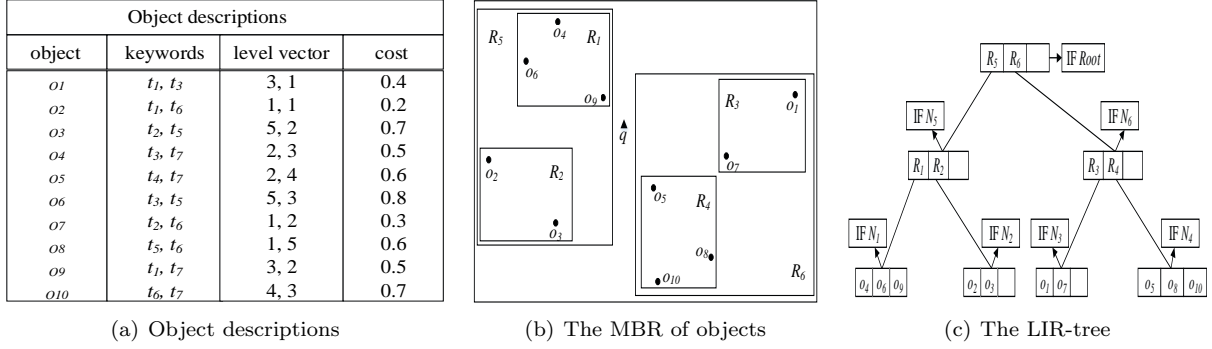 Object descriptions
object keywords level vector cost
o1 t1, t3 3, 1 0.4
o2 t1, t6 1, 1 0.2
o3 t2, t5 5, 2 0.7
o4 t3, t7 2, 3 0.5
o5 t4, t7 2, 4 0.6
o6 t3, t5 5, 3 0.8
o7 t2, t6 1, 2 0.3
o8 t5, t6 1, 5 0.6
o9 t1, t7 3, 2 0.5
o10 t6, t7 4, 3 0.7
(a) Object descriptions
R5
o4
R1
o6
o9
R3
o1
q
o7
o2
R2
o3
o5
R4
o8
o10
R6
(b) The MBR of objects
R5 R6
IF Root
IF N5
IF N6
R1 R2
R3 R4
IF N1
IF N2
IF N3
IF N4
o4 o6 o9
o2 o3
o1 o7
o5 o8 o10
(c) The LIR-tree